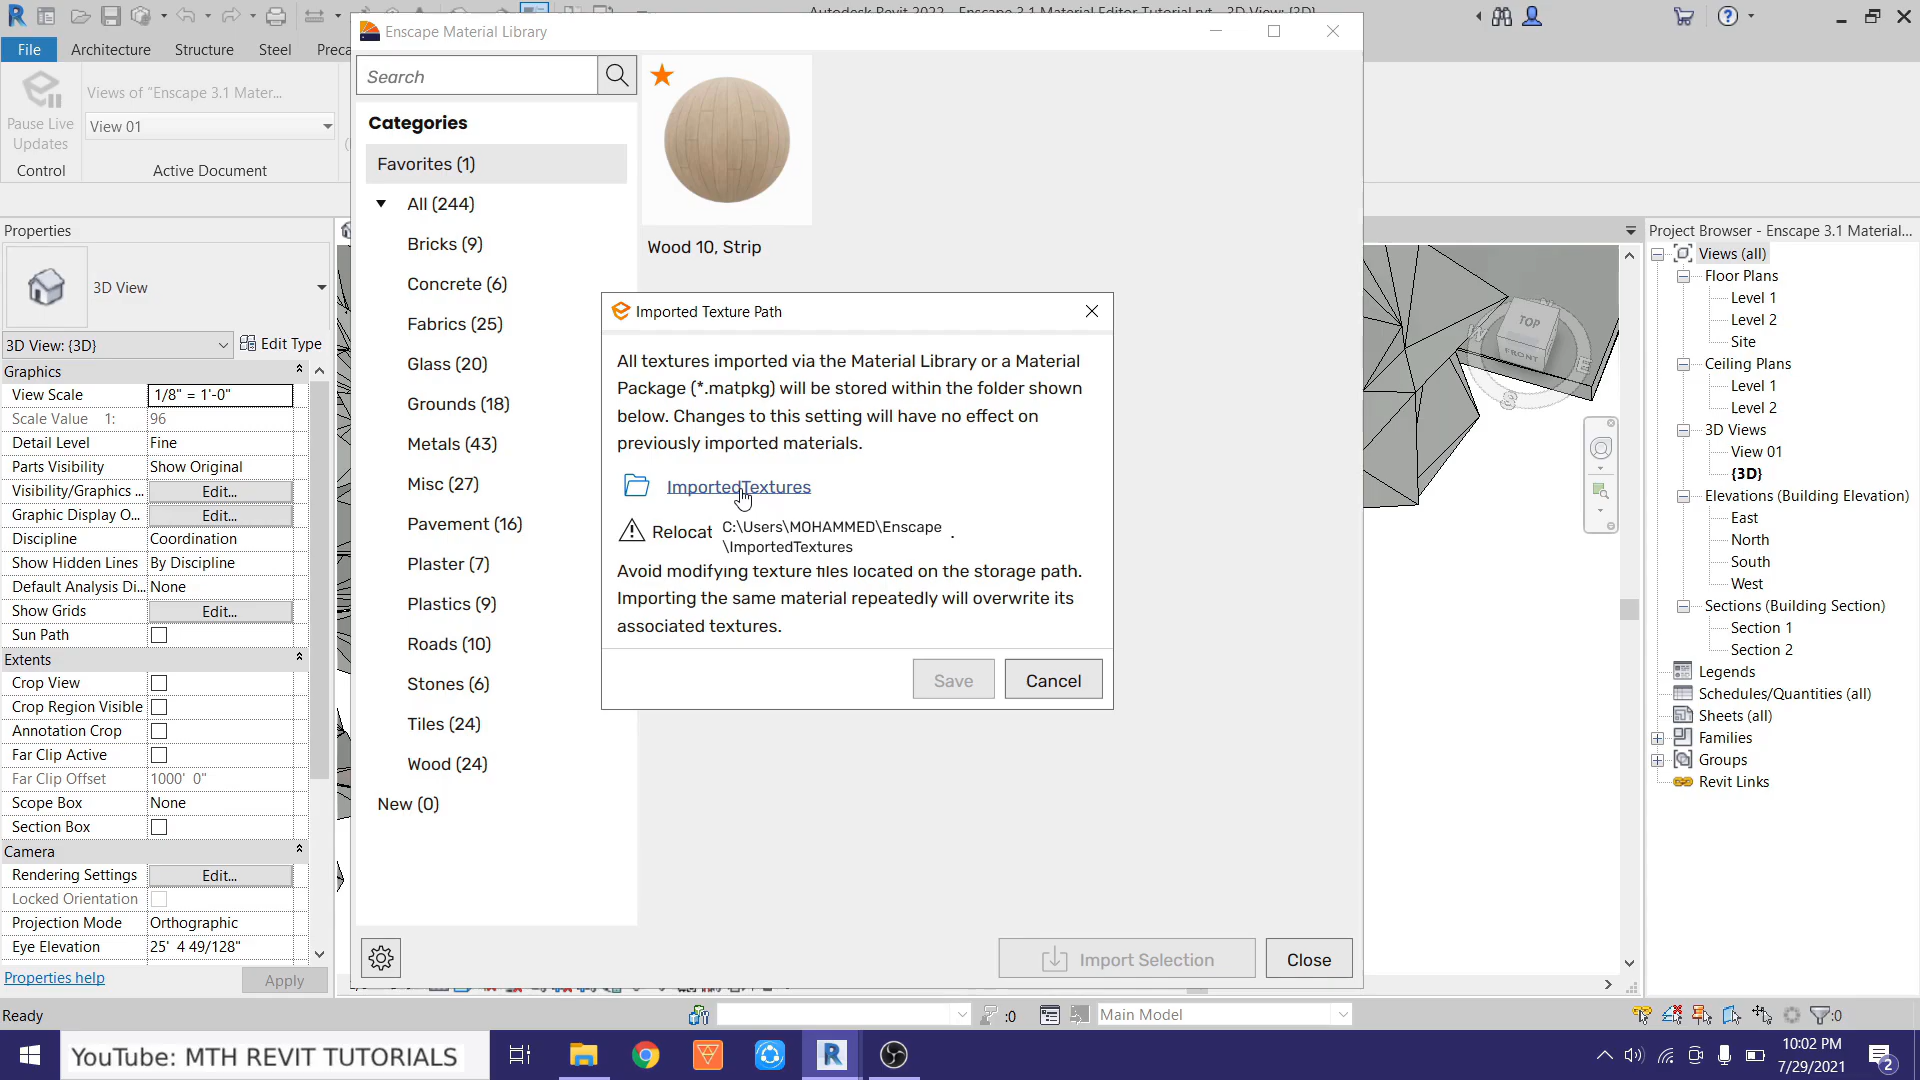 Autodesk Revit 2022 - Enscape 3.1 Material Editor Tutorial.rvt - 3D View: {3D}
File
Architecture
Structure
Steel
Preca
Pause Live
Updates
Control
Views of "Enscape 3.1 Mater...
View 01
Active Document
Properties
3D View
3D View: {3D}
Edit Type
Graphics
View Scale 1/8" = 1'-0"
Scale Value 1: 96
Detail Level Fine
Parts Visibility Show Original
Visibility/Graphics ... Edit...
Graphic Display O... Edit...
Discipline Coordination
Show Hidden Lines By Discipline
Default Analysis Di... None
Show Grids Edit...
Sun Path
Extents
Crop View
Crop Region Visible
Annotation Crop
Far Clip Active
Far Clip Offset 1000' 0"
Scope Box None
Section Box
Camera
Rendering Settings Edit...
Locked Orientation
Projection Mode Orthographic
Eye Elevation 25' 4 49/128"
Properties help
Apply
Enscape Material Library
Search
Categories
Favorites (1)
All (244)
Bricks (9)
Concrete (6)
Fabrics (25)
Glass (20)
Grounds (18)
Metals (43)
Misc (27)
Pavement (16)
Plaster (7)
Plastics (9)
Roads (10)
Stones (6)
Tiles (24)
Wood (24)
New (0)
Wood 10, Strip
Imported Texture Path
All textures imported via the Material Library or a Material
Package (*.matpkg) will be stored within the folder shown
below. Changes to this setting will have no effect on
previously imported materials.
ImportedTextures
Relocat
C:\Users\MOHAMMED\Enscape
\ImportedTextures
.
Avoid modifying texture files located on the storage path.
Importing the same material repeatedly will overwrite its
associated textures.
Save
Cancel
Import Selection
Close
TOP
FRONT
W
S
E
Project Browser - Enscape 3.1 Material...
Views (all)
Floor Plans
Level 1
Level 2
Site
Ceiling Plans
Level 1
Level 2
3D Views
View 01
{3D}
Elevations (Building Elevation)
East
North
South
West
Sections (Building Section)
Section 1
Section 2
Legends
Schedules/Quantities (all)
Sheets (all)
Families
Groups
Revit Links
Ready
:0
Main Model
:0
YouTube: MTH REVIT TUTORIALS
10:02 PM
7/29/2021
2